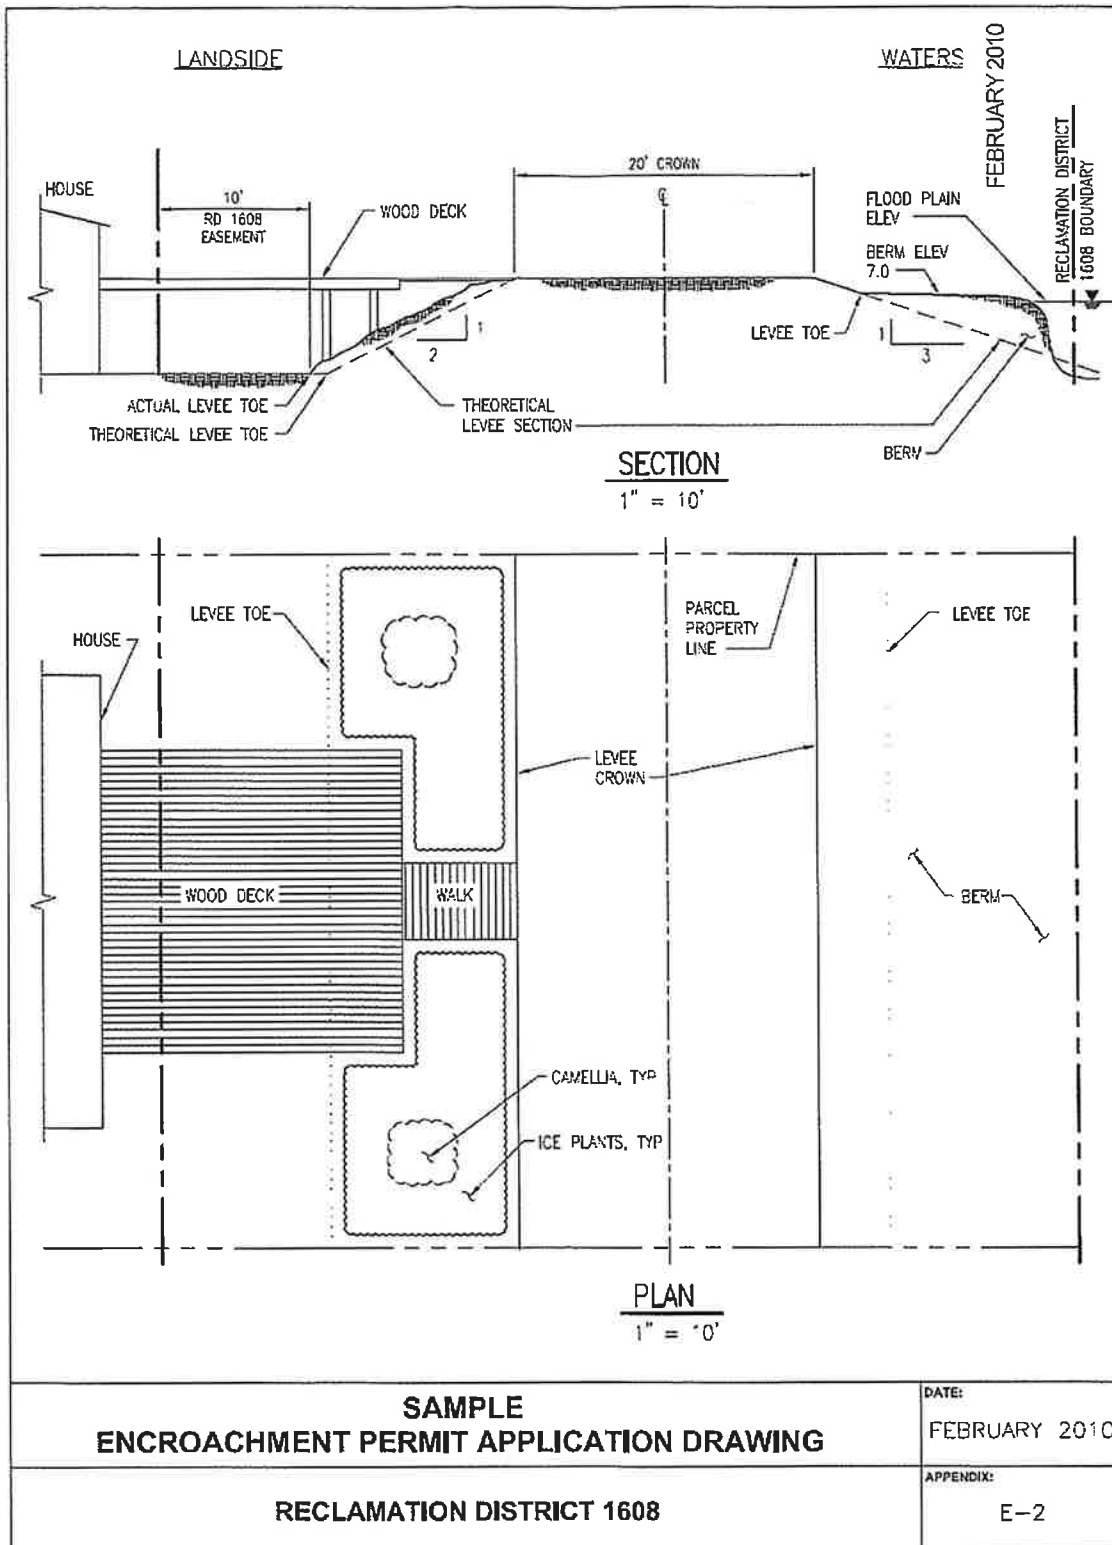 LANDSIDE
WATERS
FEBRUARY 2010
RECLAMATION DISTRICT
1608 BOUNDARY
HOUSE
10'
RD 1608
EASEMENT
WOOD DECK
20' CROWN
℄
FLOOD PLAIN
ELEV
BERM ELEV
7.0
LEVEE TOE
1
2
1
3
ACTUAL LEVEE TOE
THEORETICAL LEVEE TOE
THEORETICAL
LEVEE SECTION
BERM
SECTION
1" = 10'
LEVEE TOE
HOUSE
PARCEL
PROPERTY
LINE
LEVEE TOE
LEVEE
CROWN
WOOD DECK
WALK
BERM
CAMELLIA, TYP
ICE PLANTS, TYP
PLAN
1" = 10'
SAMPLE
ENCROACHMENT PERMIT APPLICATION DRAWING
DATE:
FEBRUARY 2010
RECLAMATION DISTRICT 1608
APPENDIX:
E-2